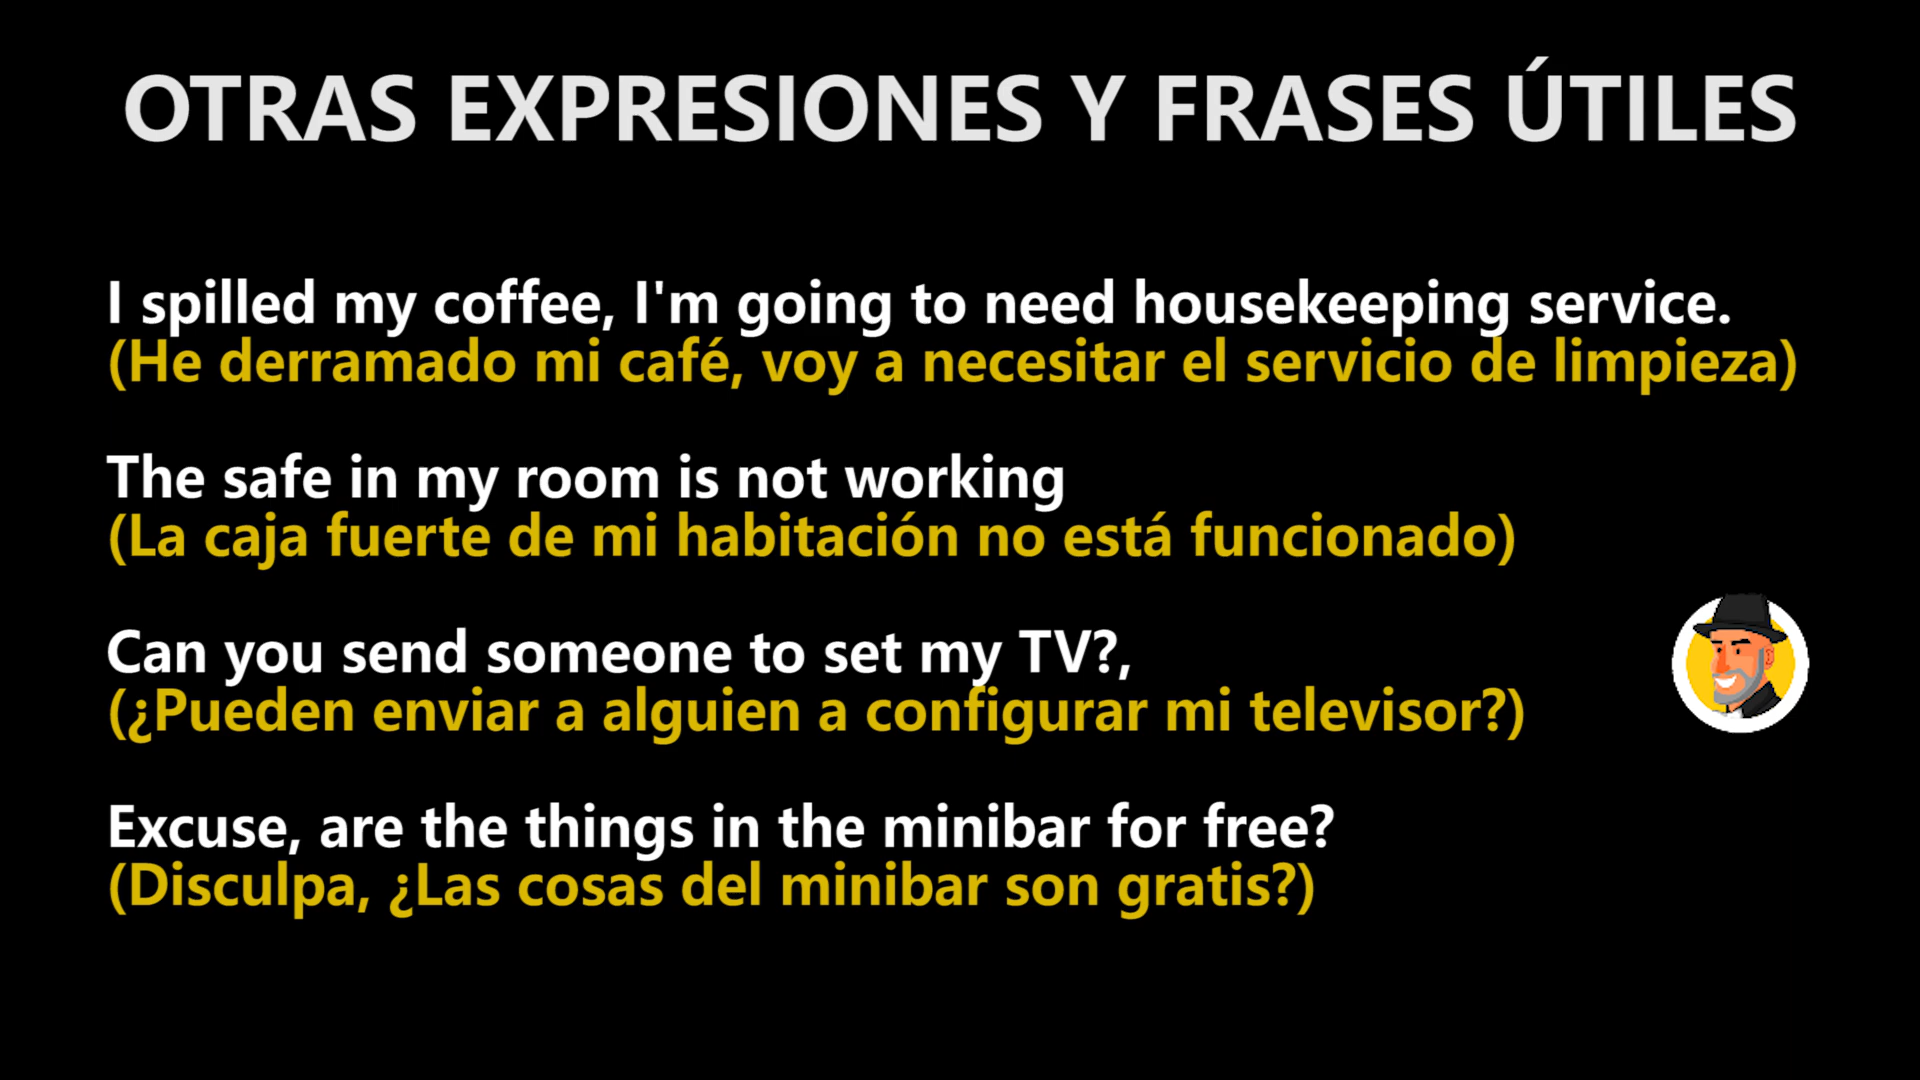 OTRAS EXPRESIONES Y FRASES ÚTILES
I spilled my coffee, I'm going to need housekeeping service.
(He derramado mi café, voy a necesitar el servicio de limpieza)
The safe in my room is not working
(La caja fuerte de mi habitación no está funcionado)
Can you send someone to set my TV?,
(¿Pueden enviar a alguien a configurar mi televisor?)
Excuse, are the things in the minibar for free?
(Disculpa, ¿Las cosas del minibar son gratis?)